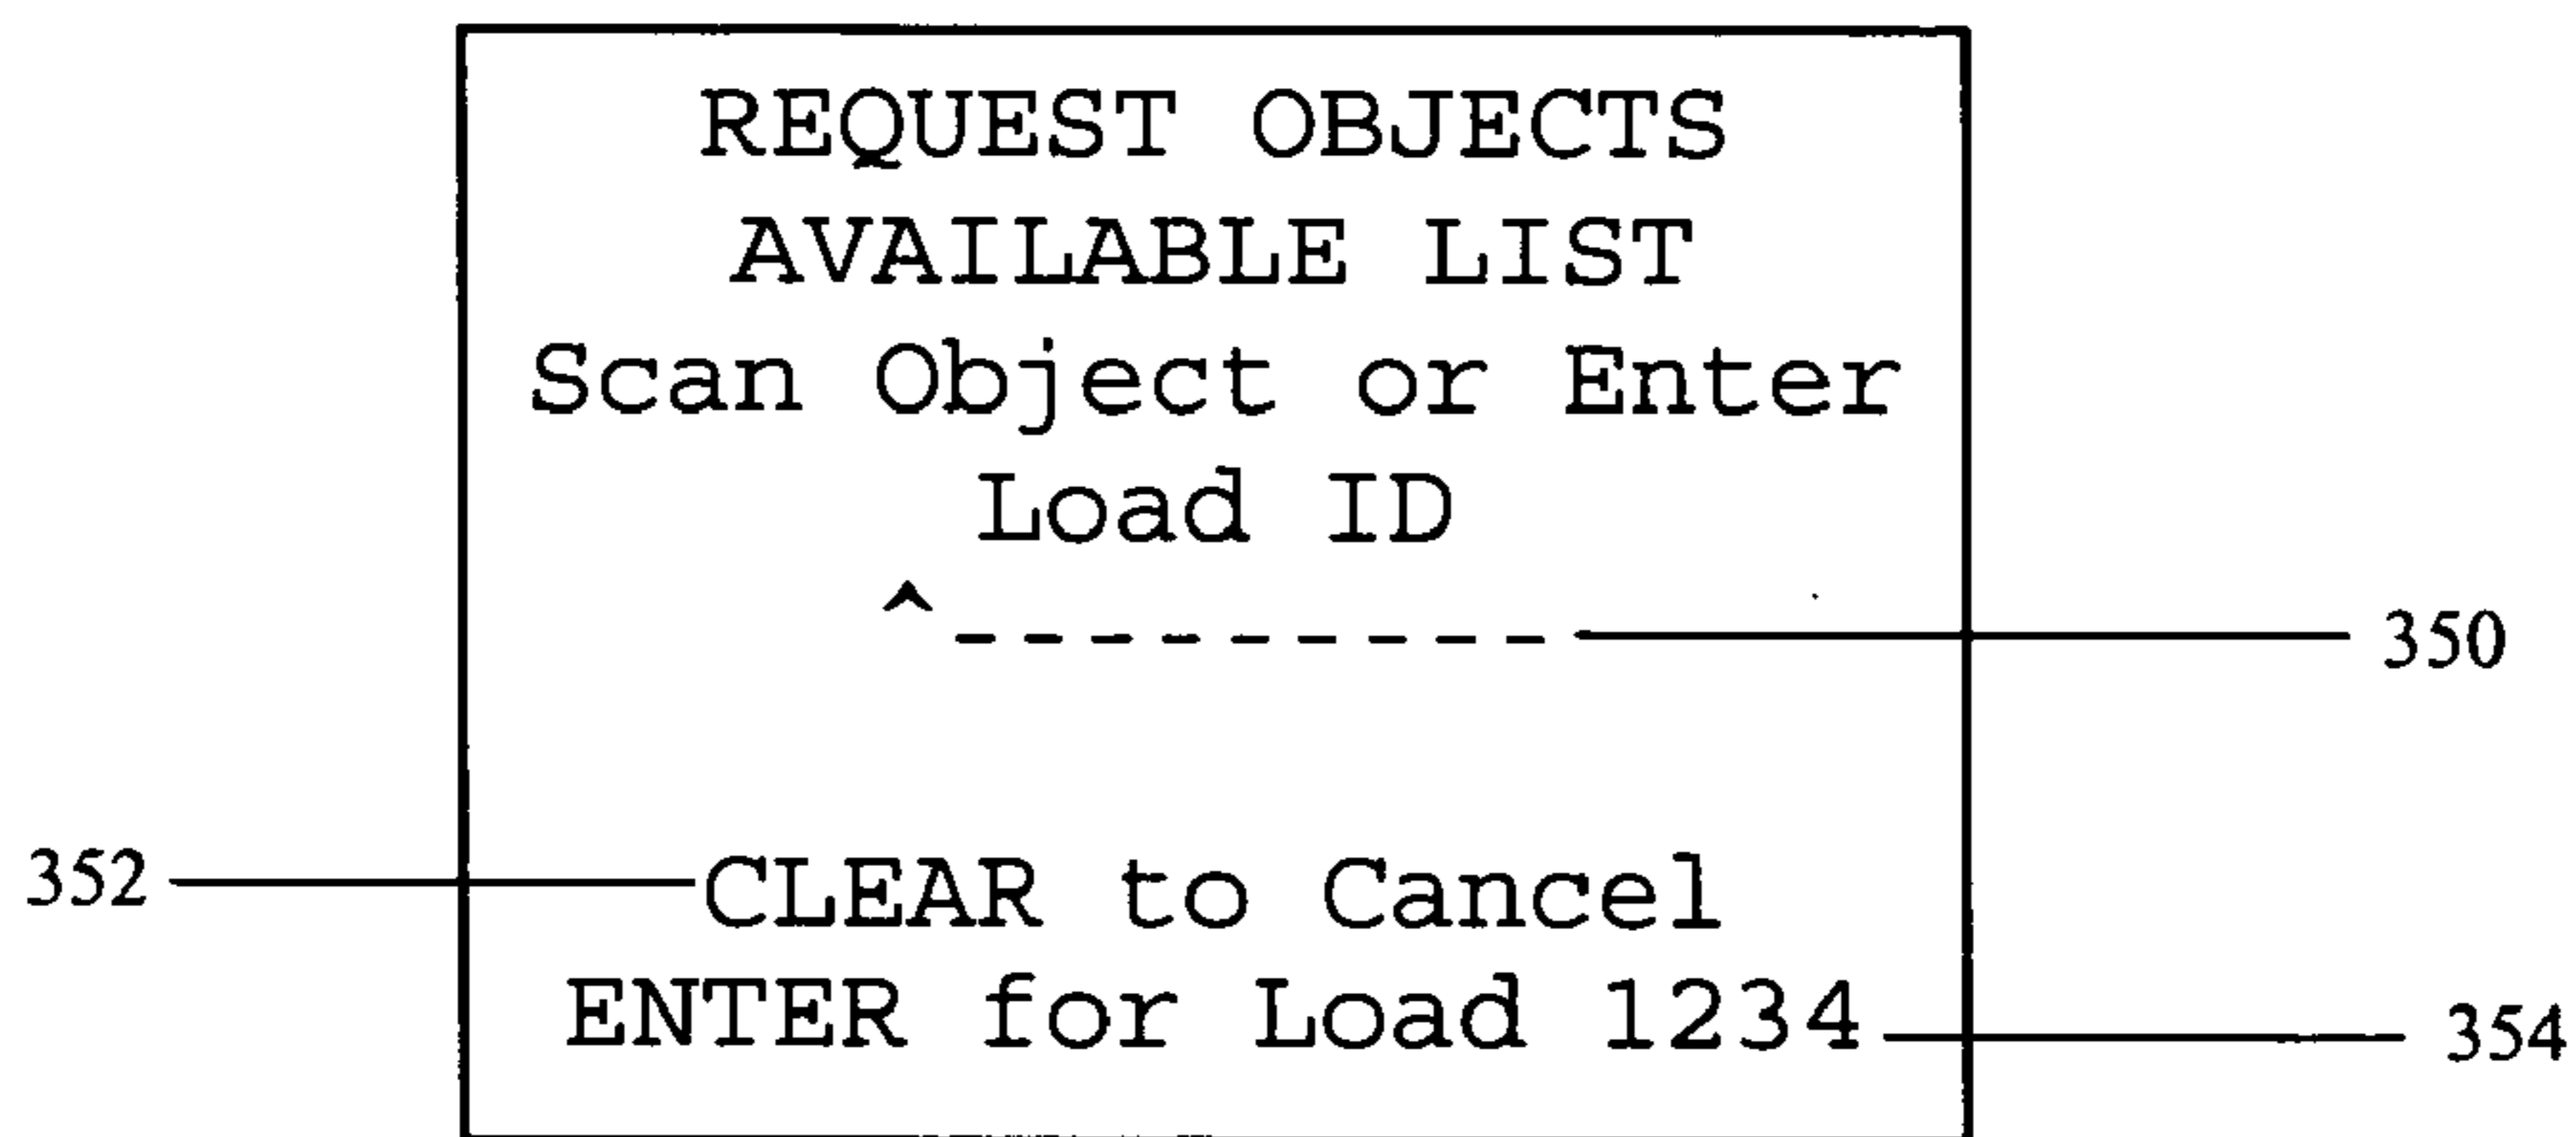 REQUEST OBJECTS
AVAILABLE LIST
Scan Object or Enter
Load ID
^_________
350
352
CLEAR to Cancel
ENTER for Load 1234
354